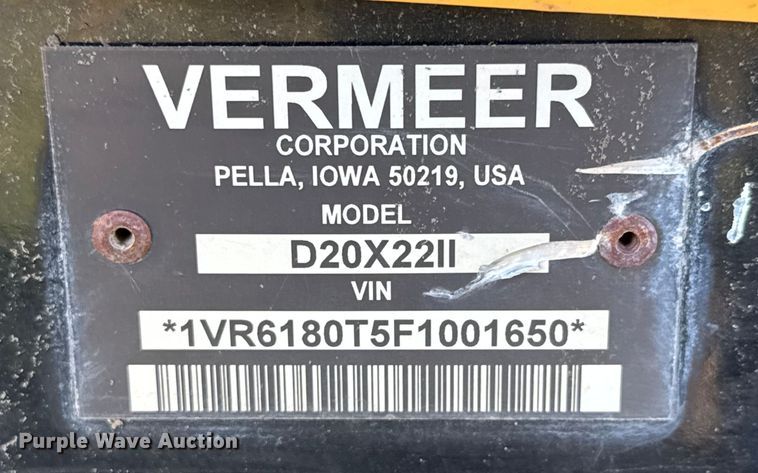 VERMEER
CORPORATION
PELLA, IOWA 50219, USA
MODEL
D20X22II
VIN
*1VR6180T5F1001650*
Purple Wave Auction